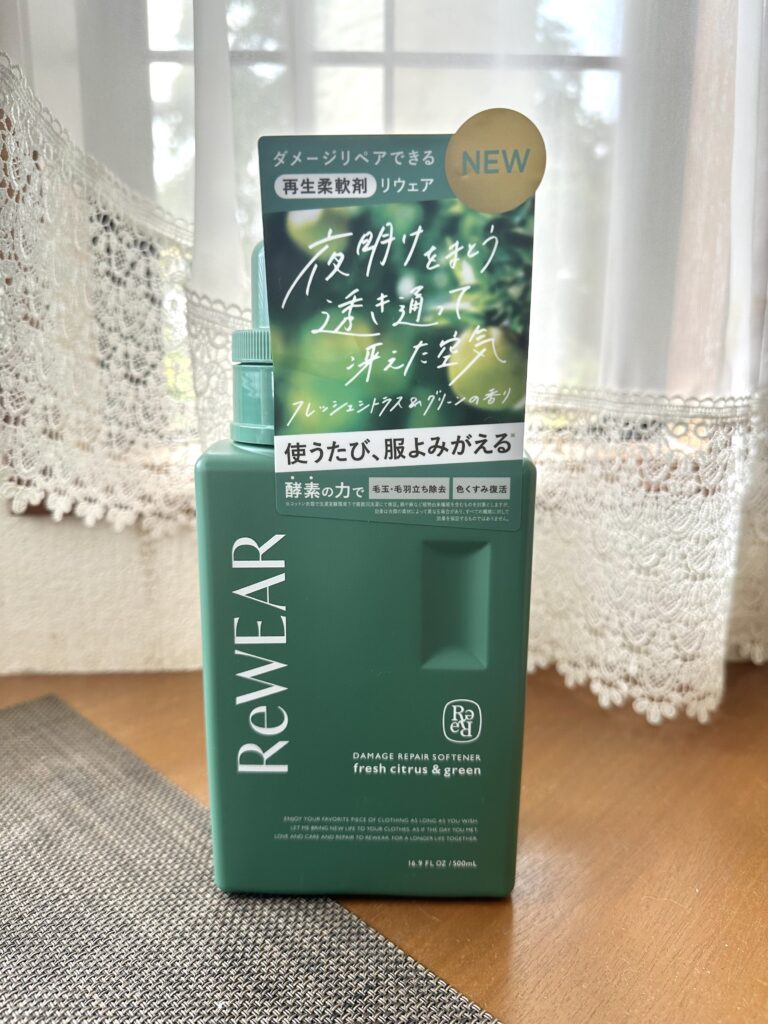 ダメージリペアできる
NEW
再生柔軟剤 リウェア
夜明けをまとう
透き通って
冴えた空気
フレッシュシトラス&グリーンの香り
使うたび、服よみがえる※
酵素の力で 毛玉・毛羽立ち除去 色くすみ復活
ReWEAR
DAMAGE REPAIR SOFTENER
fresh citrus & green
ENJOY YOUR FAVORITE PIECE OF CLOTHING AS LONG AS YOU WISH.
LET ME BRING NEW LIFE TO YOUR CLOTHES, AS IF THE DAY YOU MET.
LOVE AND CARE AND REPAIR TO REWEAR. FOR A LONGER LIFE TOGETHER.
16.9 FL OZ / 500mL